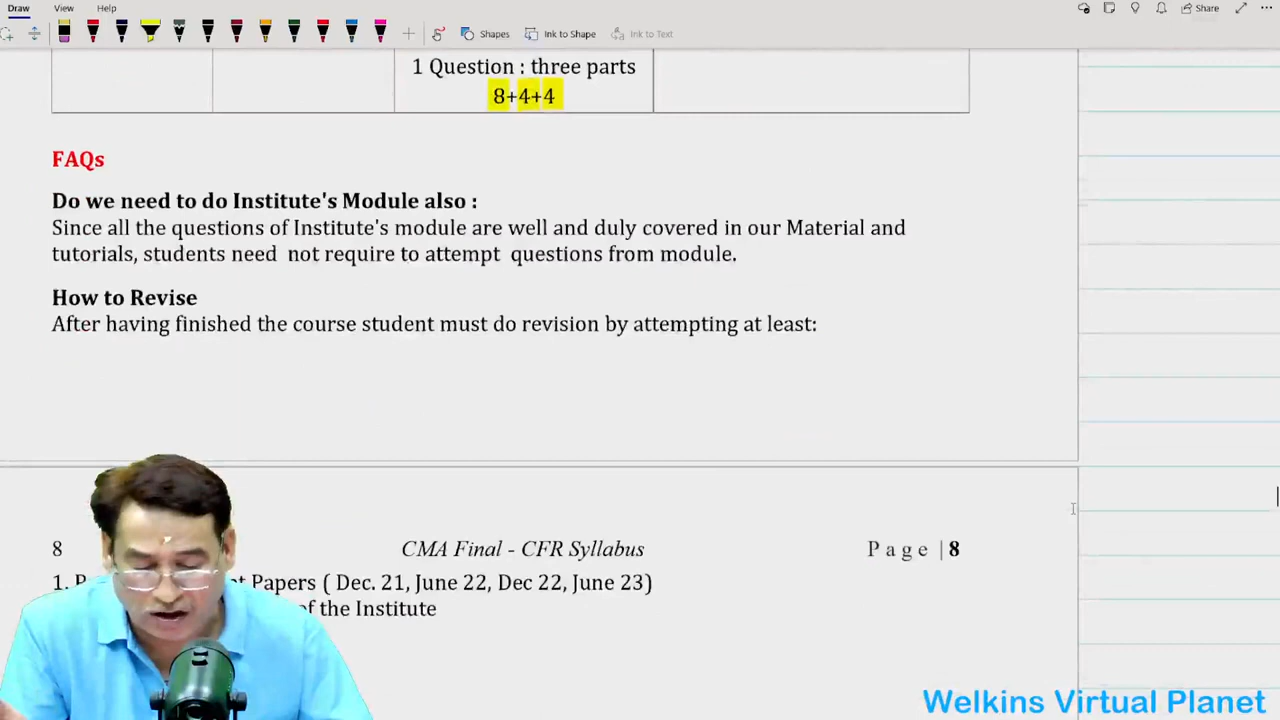 Draw View Help
Share
Shapes Ink to Shape Ink to Text
1 Question : three parts
8+4+4
FAQs
Do we need to do Institute's Module also :
Since all the questions of Institute's module are well and duly covered in our Material and
tutorials, students need not require to attempt questions from module.
How to Revise
After having finished the course student must do revision by attempting at least:
8 CMA Final - CFR Syllabus Page | 8
1. Papers ( Dec. 21, June 22, Dec 22, June 23)
of the Institute
Welkins Virtual Planet